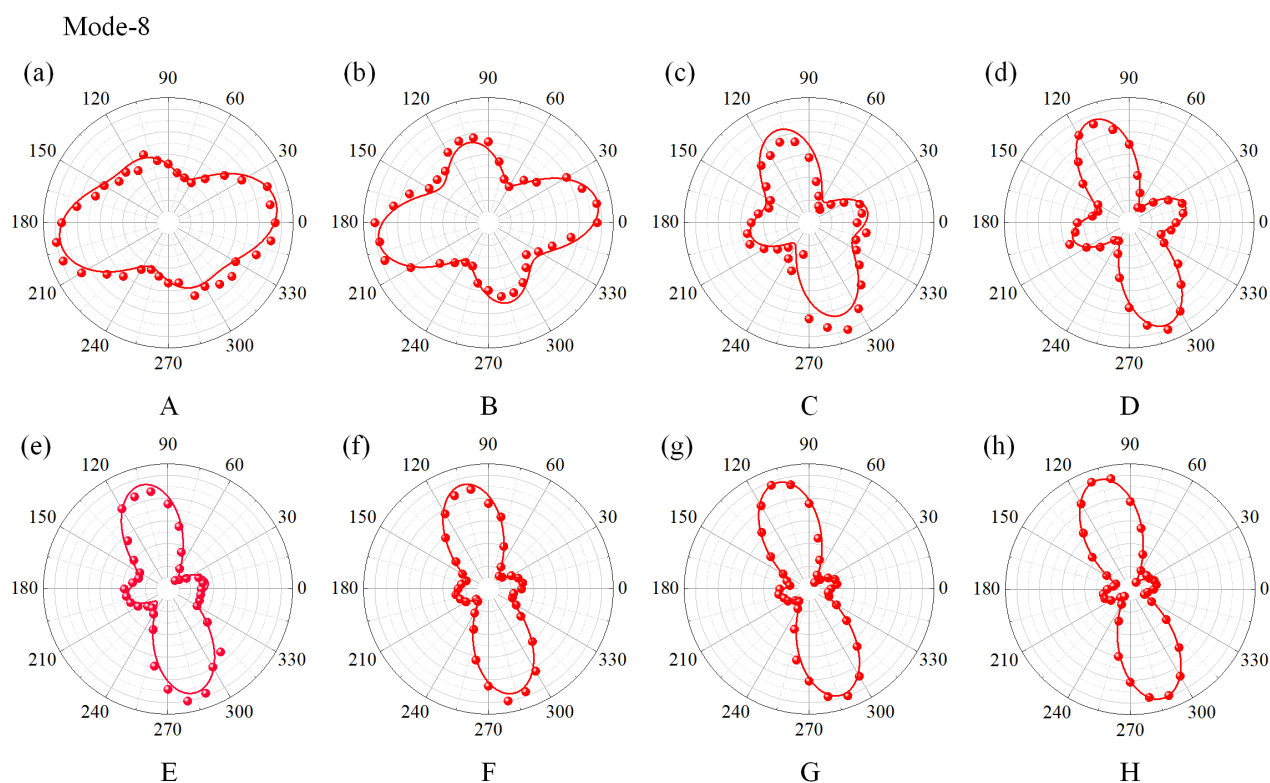 Mode-8
(a) (b) (c) (d)
90 90 90 90
120 60 120 60 120 60 120 60
150 30 150 30 150 30 150 30
180 0 180 0 180 0 180 0
210 330 210 330 210 330 210 330
240 300 240 300 240 300 240 300
270 270 270 270
A B C D
(e) (f) (g) (h)
90 90 90 90
120 60 120 60 120 60 120 60
150 30 150 30 150 30 150 30
180 0 180 0 180 0 180 0
210 330 210 330 210 330 210 330
240 300 240 300 240 300 240 300
270 270 270 270
E F G H